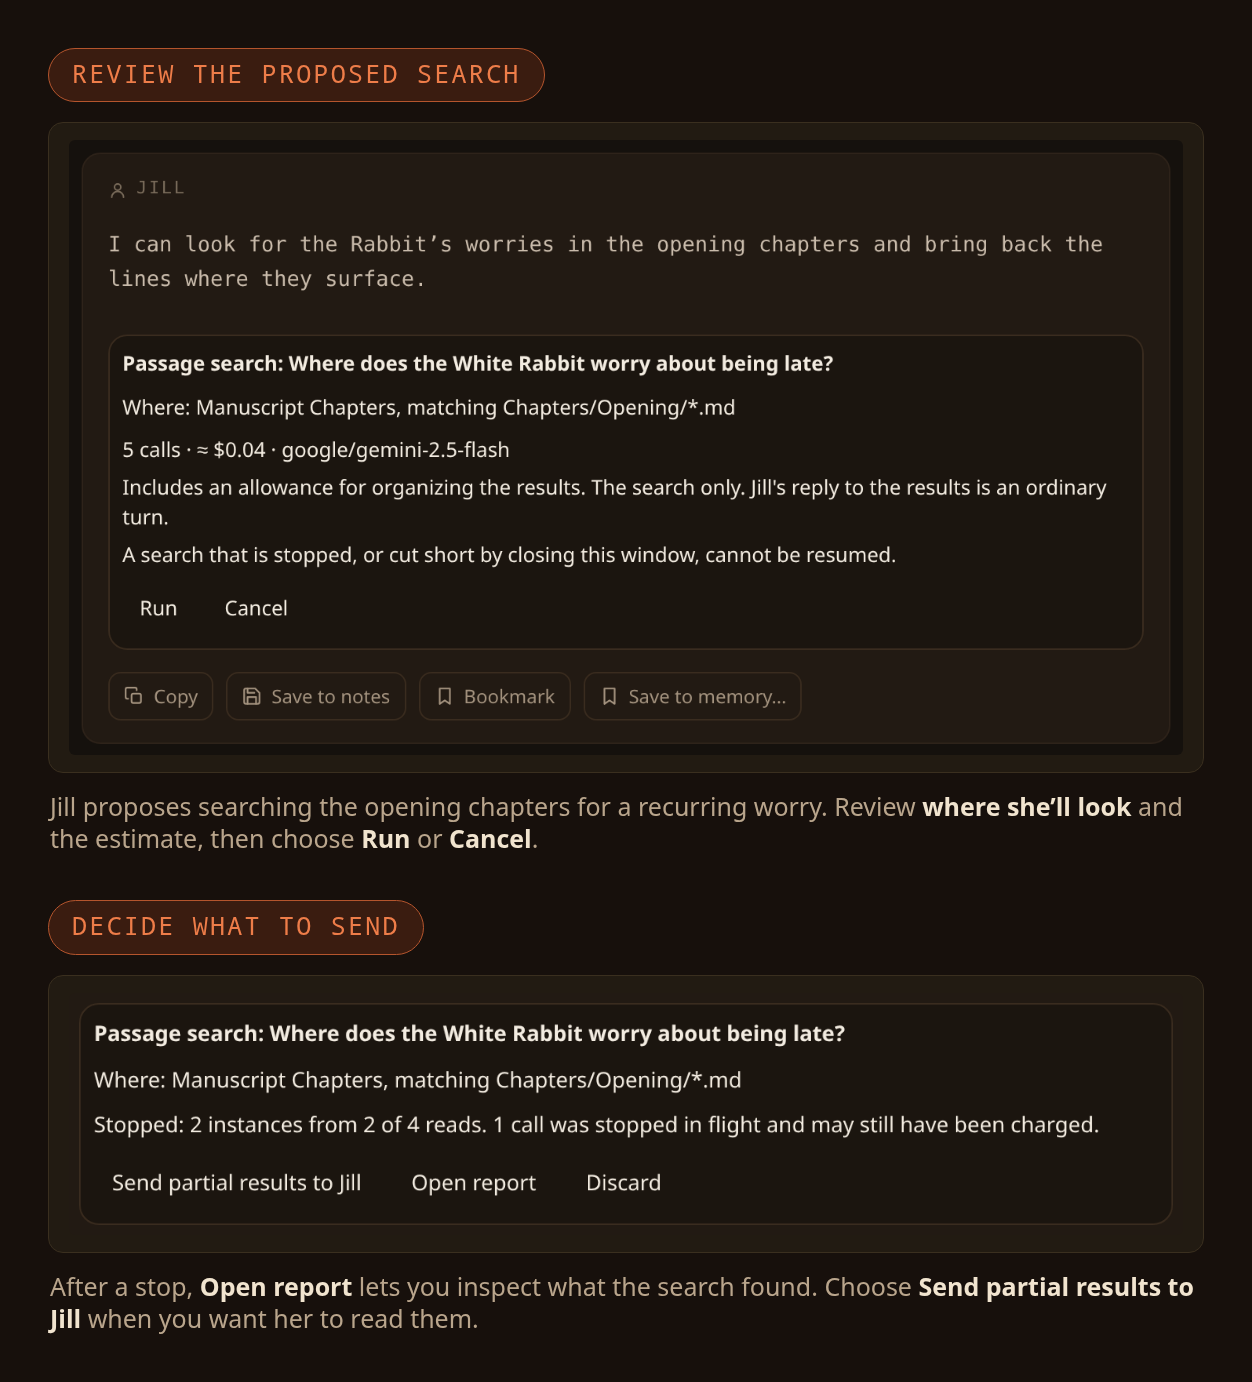 REVIEW THE PROPOSED SEARCH
JILL
I can look for the Rabbit’s worries in the opening chapters and bring back the
lines where they surface.
Passage search: Where does the White Rabbit worry about being late?
Where: Manuscript Chapters, matching Chapters/Opening/*.md
5 calls · ≈ $0.04 · google/gemini-2.5-flash
Includes an allowance for organizing the results. The search only. Jill's reply to the results is an ordinary
turn.
A search that is stopped, or cut short by closing this window, cannot be resumed.
Run Cancel
Copy Save to notes Bookmark Save to memory...
Jill proposes searching the opening chapters for a recurring worry. Review where she’ll look and
the estimate, then choose Run or Cancel.
DECIDE WHAT TO SEND
Passage search: Where does the White Rabbit worry about being late?
Where: Manuscript Chapters, matching Chapters/Opening/*.md
Stopped: 2 instances from 2 of 4 reads. 1 call was stopped in flight and may still have been charged.
Send partial results to Jill Open report Discard
After a stop, Open report lets you inspect what the search found. Choose Send partial results to
Jill when you want her to read them.